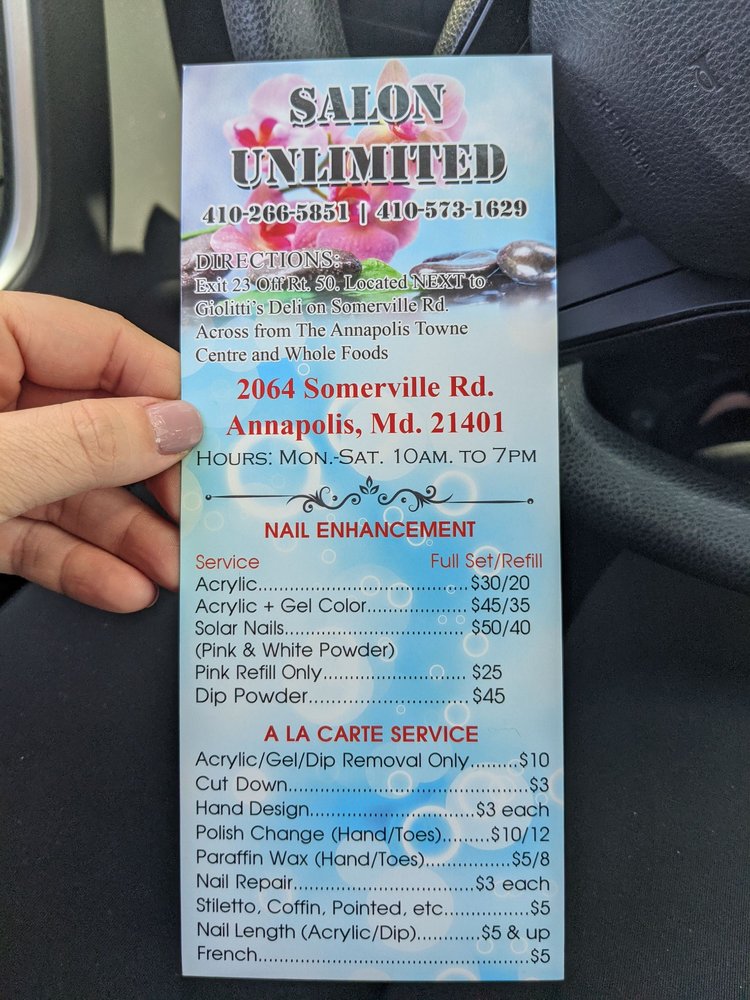 SALON
UNLIMITED
410-266-5851 | 410-573-1629
DIRECTIONS:
Exit 23 Off Rt. 50. Located NEXT to
Giolitti's Deli on Somerville Rd.
Across from The Annapolis Towne
Centre and Whole Foods
2064 Somerville Rd.
Annapolis, Md. 21401
HOURS: MON.-SAT. 10AM. TO 7PM
NAIL ENHANCEMENT
Service Full Set/Refill
Acrylic..............................$30/20
Acrylic + Gel Color..................$45/35
Solar Nails.......................... $50/40
(Pink & White Powder)
Pink Refill Only........................ $25
Dip Powder...........................$45
A LA CARTE SERVICE
Acrylic/Gel/Dip Removal Only.........$10
Cut Down.......................................$3
Hand Design...........................$3 each
Polish Change (Hand/Toes)........$10/12
Paraffin Wax (Hand/Toes)..............$5/8
Nail Repair..............................$3 each
Stiletto, Coffin, Pointed, etc..............$5
Nail Length (Acrylic/Dip)...........$5 & up
French............................................$5